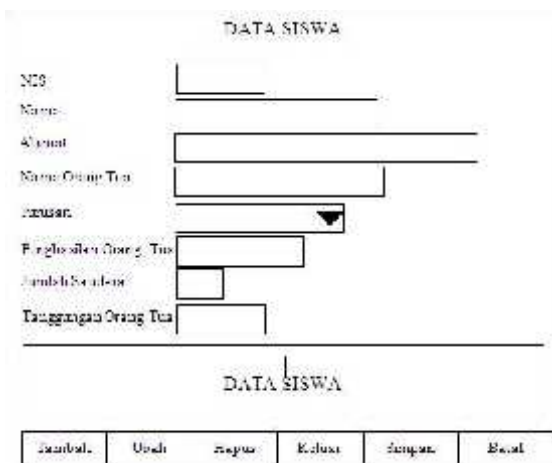 DATA SISWA
NIS
Nama
Alamat
Nama Orang Tua
Jurusan
Penghasilan Orang Tua
Jumlah Saudara
Tanggungan Orang Tua
DATA SISWA
Tambah Ubah Hapus Keluar Simpan Batal